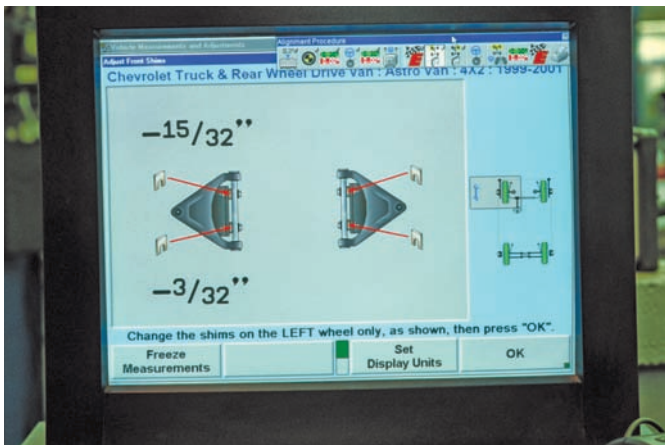 Vehicle Measurements and Adjustments
Alignment Procedure
Adjust Front Shims
Chevrolet Truck & Rear Wheel Drive Van : Astro Van : 4X2 : 1999-2001
–15/32”
–3/32”
Change the shims on the LEFT wheel only, as shown, then press "OK".
Freeze
Measurements
Set
Display Units
OK